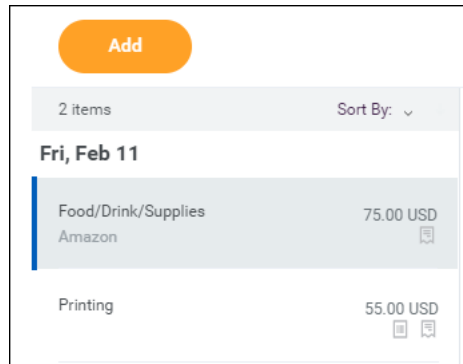 Add
2 items Sort By:
Fri, Feb 11
Food/Drink/Supplies 75.00 USD
Amazon
Printing 55.00 USD